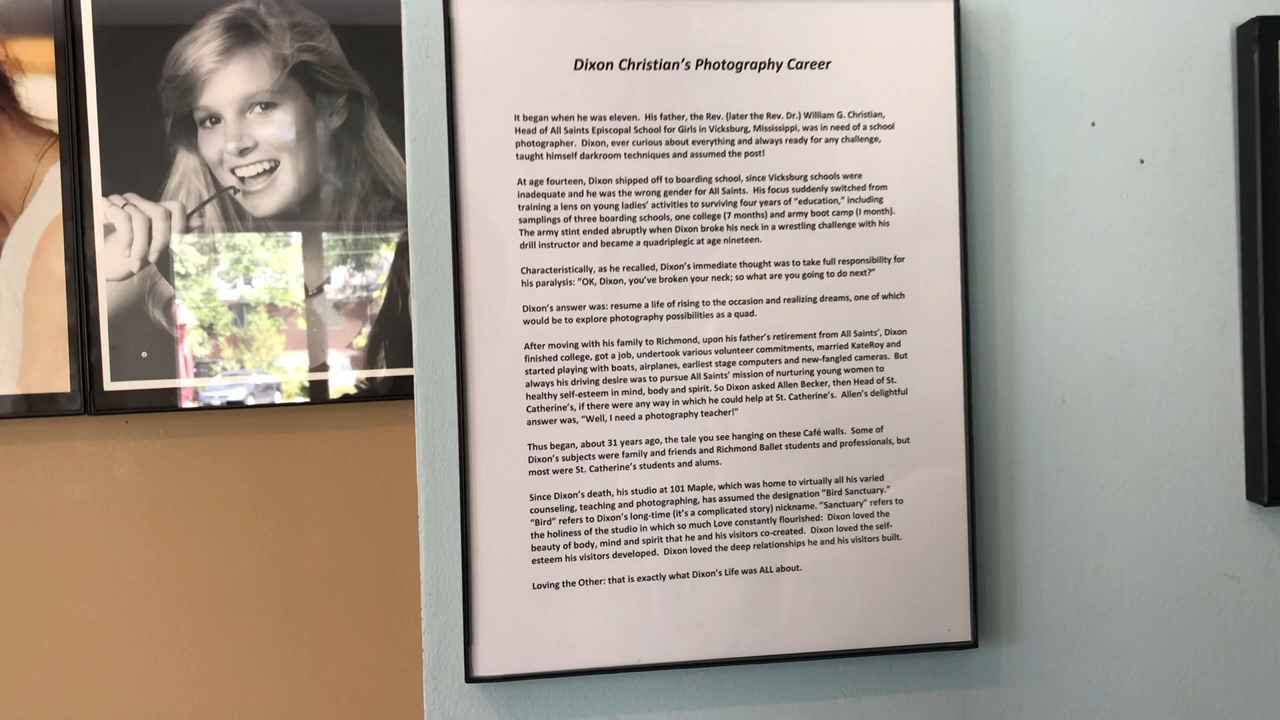 Dixon Christian's Photography Career
It began when he was eleven. His father, the Rev. (later the Rev. Dr.) William G. Christian,
Head of All Saints Episcopal School for Girls in Vicksburg, Mississippi, was in need of a school
photographer. Dixon, ever curious about everything and always ready for any challenge,
taught himself darkroom techniques and assumed the post!
At age fourteen, Dixon shipped off to boarding school, since Vicksburg schools were
inadequate and he was the wrong gender for All Saints. His focus suddenly switched from
training a lens on young ladies' activities to surviving four years of "education," including
samplings of three boarding schools, one college (7 months) and army boot camp (I month).
The army stint ended abruptly when Dixon broke his neck in a wrestling challenge with his
drill instructor and became a quadriplegic at age nineteen.
Characteristically, as he recalled, Dixon's immediate thought was to take full responsibility for
his paralysis: "OK, Dixon, you've broken your neck; so what are you going to do next?"
Dixon's answer was: resume a life of rising to the occasion and realizing dreams, one of which
would be to explore photography possibilities as a quad.
After moving with his family to Richmond, upon his father's retirement from All Saints', Dixon
finished college, got a job, undertook various volunteer commitments, married KateRoy and
started playing with boats, airplanes, earliest stage computers and new-fangled cameras. But
always his driving desire was to pursue All Saints' mission of nurturing young women to
healthy self-esteem in mind, body and spirit. So Dixon asked Allen Becker, then Head of St.
Catherine's, if there were any way in which he could help at St. Catherine's. Allen's delightful
answer was, "Well, I need a photography teacher!"
Thus began, about 31 years ago, the tale you see hanging on these Café walls. Some of
Dixon's subjects were family and friends and Richmond Ballet students and professionals, but
most were St. Catherine's students and alums.
Since Dixon's death, his studio at 101 Maple, which was home to virtually all his varied
counseling, teaching and photographing, has assumed the designation "Bird Sanctuary."
"Bird" refers to Dixon's long-time (it's a complicated story) nickname. "Sanctuary" refers to
the holiness of the studio in which so much Love constantly flourished: Dixon loved the
beauty of body, mind and spirit that he and his visitors co-created. Dixon loved the self-
esteem his visitors developed. Dixon loved the deep relationships he and his visitors built.
Loving the Other: that is exactly what Dixon's Life was ALL about.